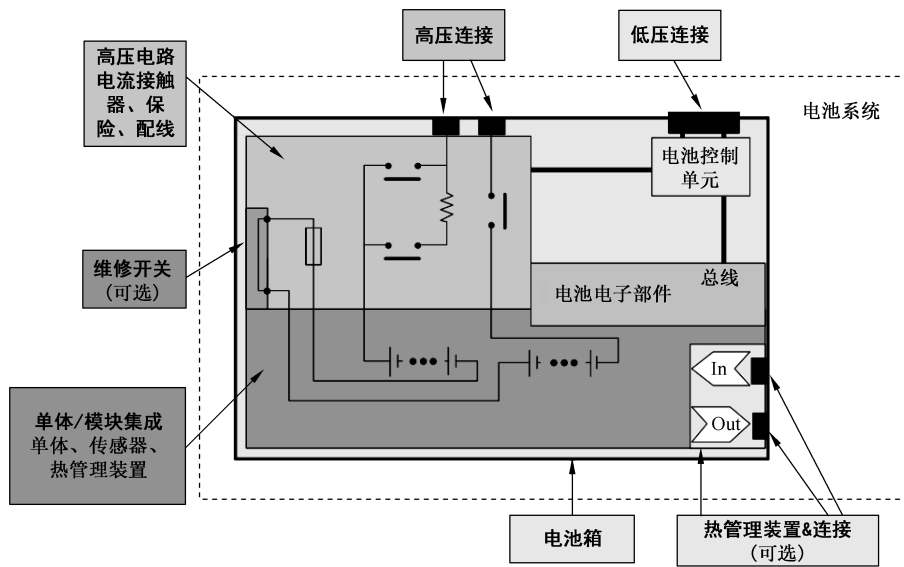 高压连接
低压连接
高压电路
电流接触
器、保
险、配线
电池系统
电池控制
单元
维修开关
(可选)
总线
电池电子部件
In
Out
单体/模块集成
单体、传感器、
热管理装置
电池箱
热管理装置&连接
(可选)